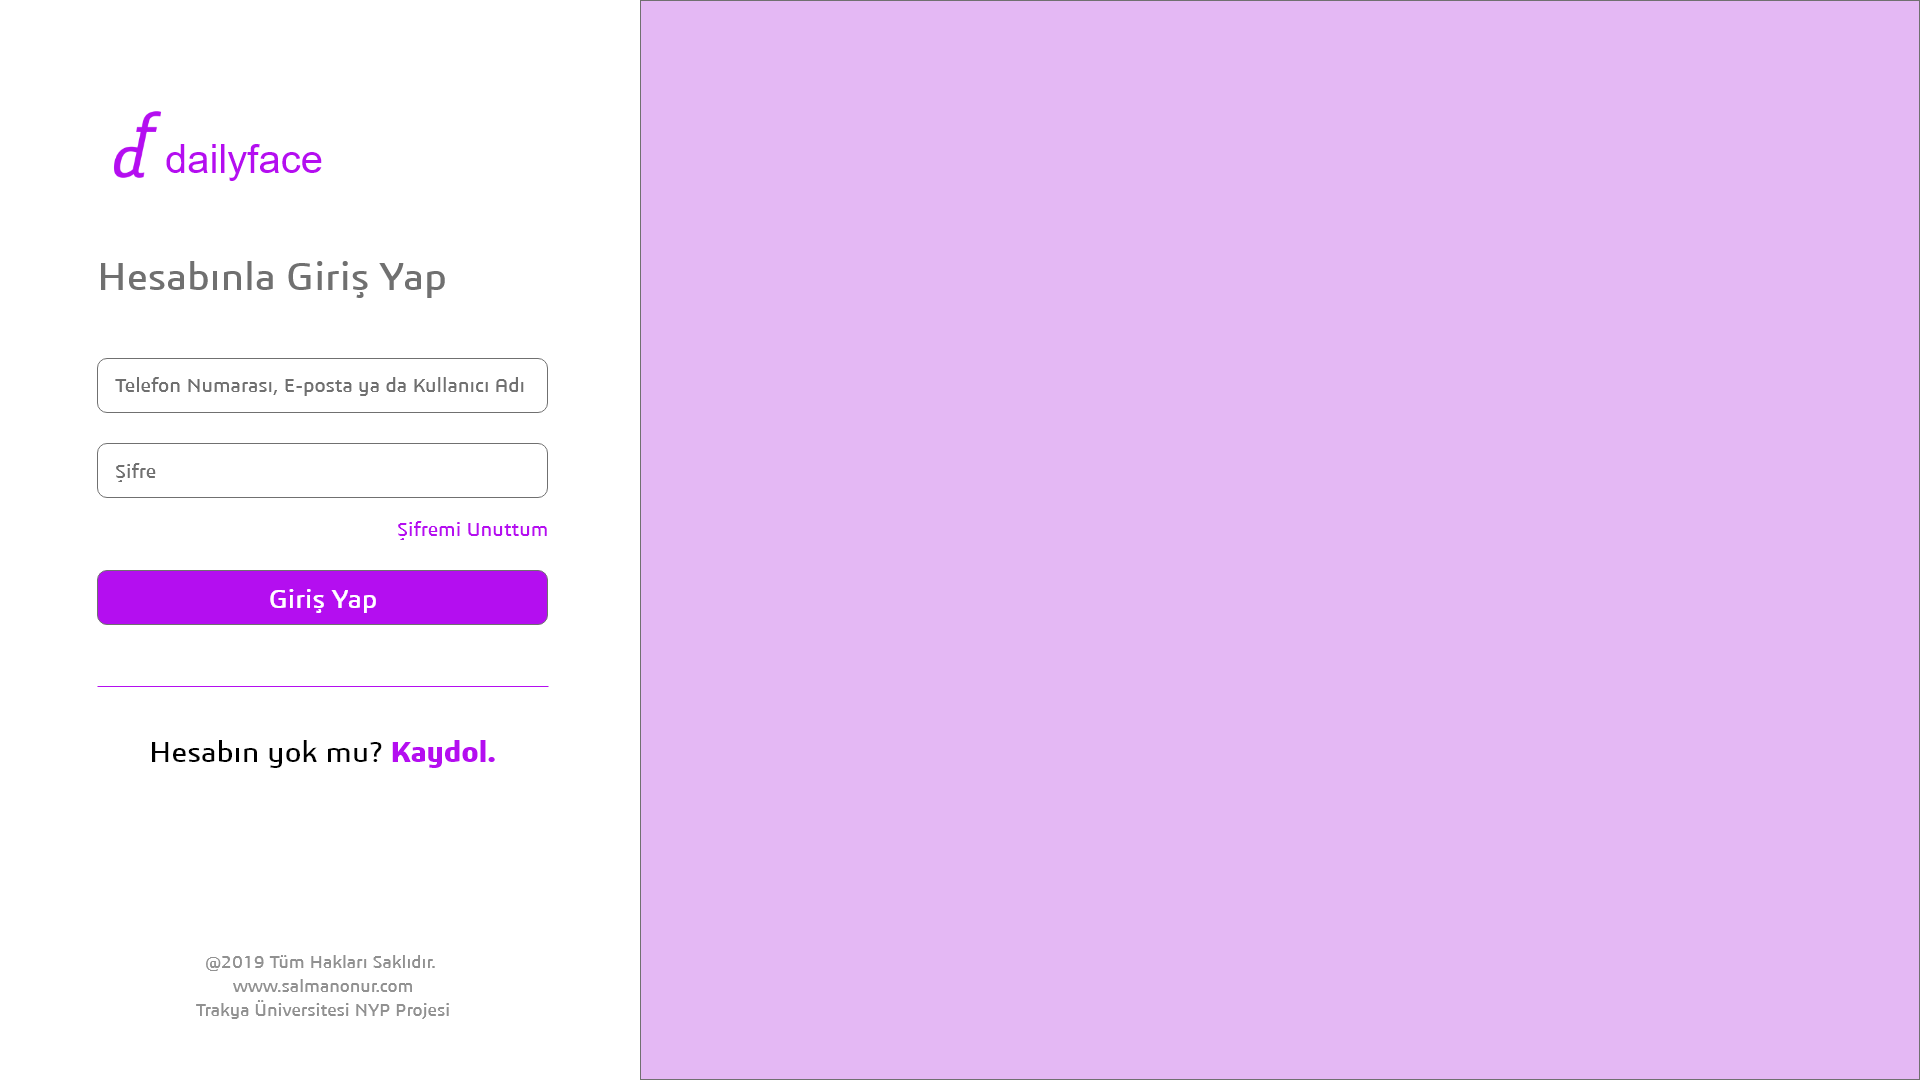 df dailyface
Hesabınla Giriş Yap
Telefon Numarası, E-posta ya da Kullanıcı Adı
Şifre
Şifremi Unuttum
Giriş Yap
Hesabın yok mu? Kaydol.
@2019 Tüm Hakları Saklıdır.
www.salmanonur.com
Trakya Üniversitesi NYP Projesi